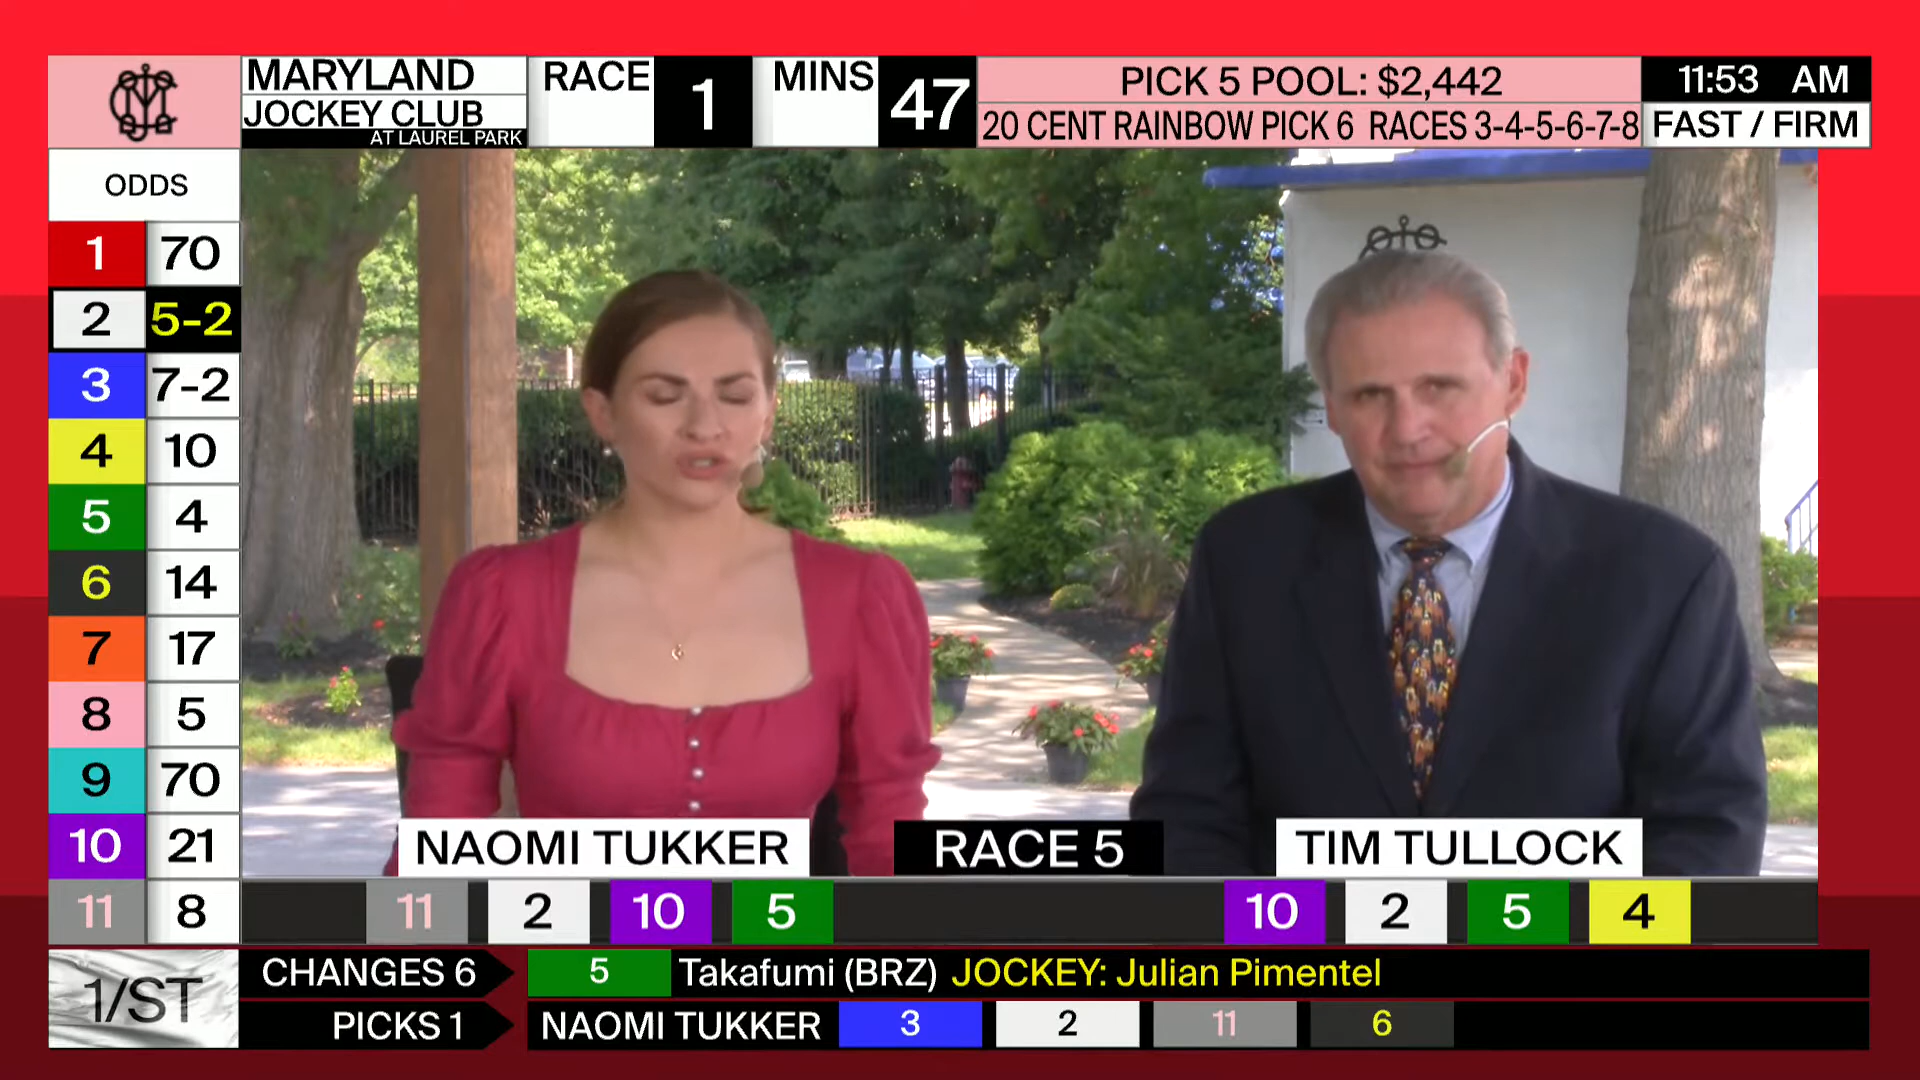 MARYLAND
JOCKEY CLUB
AT LAUREL PARK
RACE 1 MINS 47
PICK 5 POOL: $2,442
20 CENT RAINBOW PICK 6 RACES 3-4-5-6-7-8
11:53 AM
FAST / FIRM
ODDS
1 70
2 5-2
3 7-2
4 10
5 4
6 14
7 17
8 5
9 70
10 21
11 8
NAOMI TUKKER
RACE 5
TIM TULLOCK
11 2 10 5
10 2 5 4
1/ST
CHANGES 6 5 Takafumi (BRZ) JOCKEY: Julian Pimentel
PICKS 1 NAOMI TUKKER 3 2 11 6